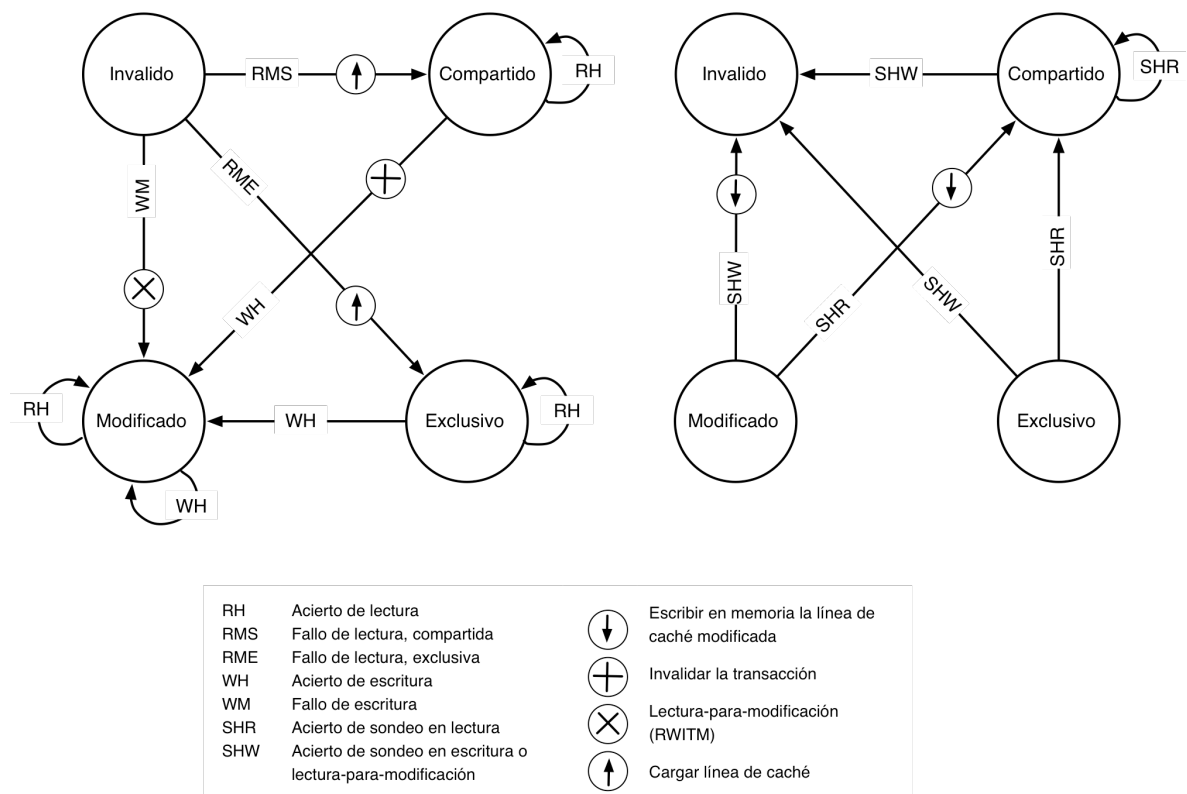 Invalido
RMS
Compartido
RH
WM
RME
WH
RH
Modificado
WH
WH
Exclusivo
RH
Invalido
SHW
Compartido
SHR
SHW
SHR
SHW
SHR
Modificado
Exclusivo
RH Acierto de lectura
RMS Fallo de lectura, compartida
RME Fallo de lectura, exclusiva
WH Acierto de escritura
WM Fallo de escritura
SHR Acierto de sondeo en lectura
SHW Acierto de sondeo en escritura o
lectura-para-modificación
Escribir en memoria la línea de
caché modificada
Invalidar la transacción
Lectura-para-modificación
(RWITM)
Cargar línea de caché